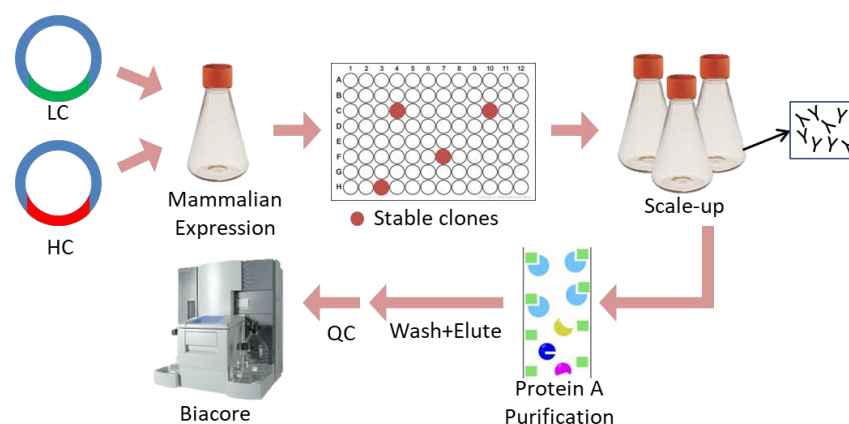 LC
HC
Mammalian
Expression
1 2 3 4 5 6 7 8 9 10 11 12
A
B
C
D
E
F
G
H
Stable clones
Scale-up
Protein A
Purification
Wash+Elute
QC
Biacore